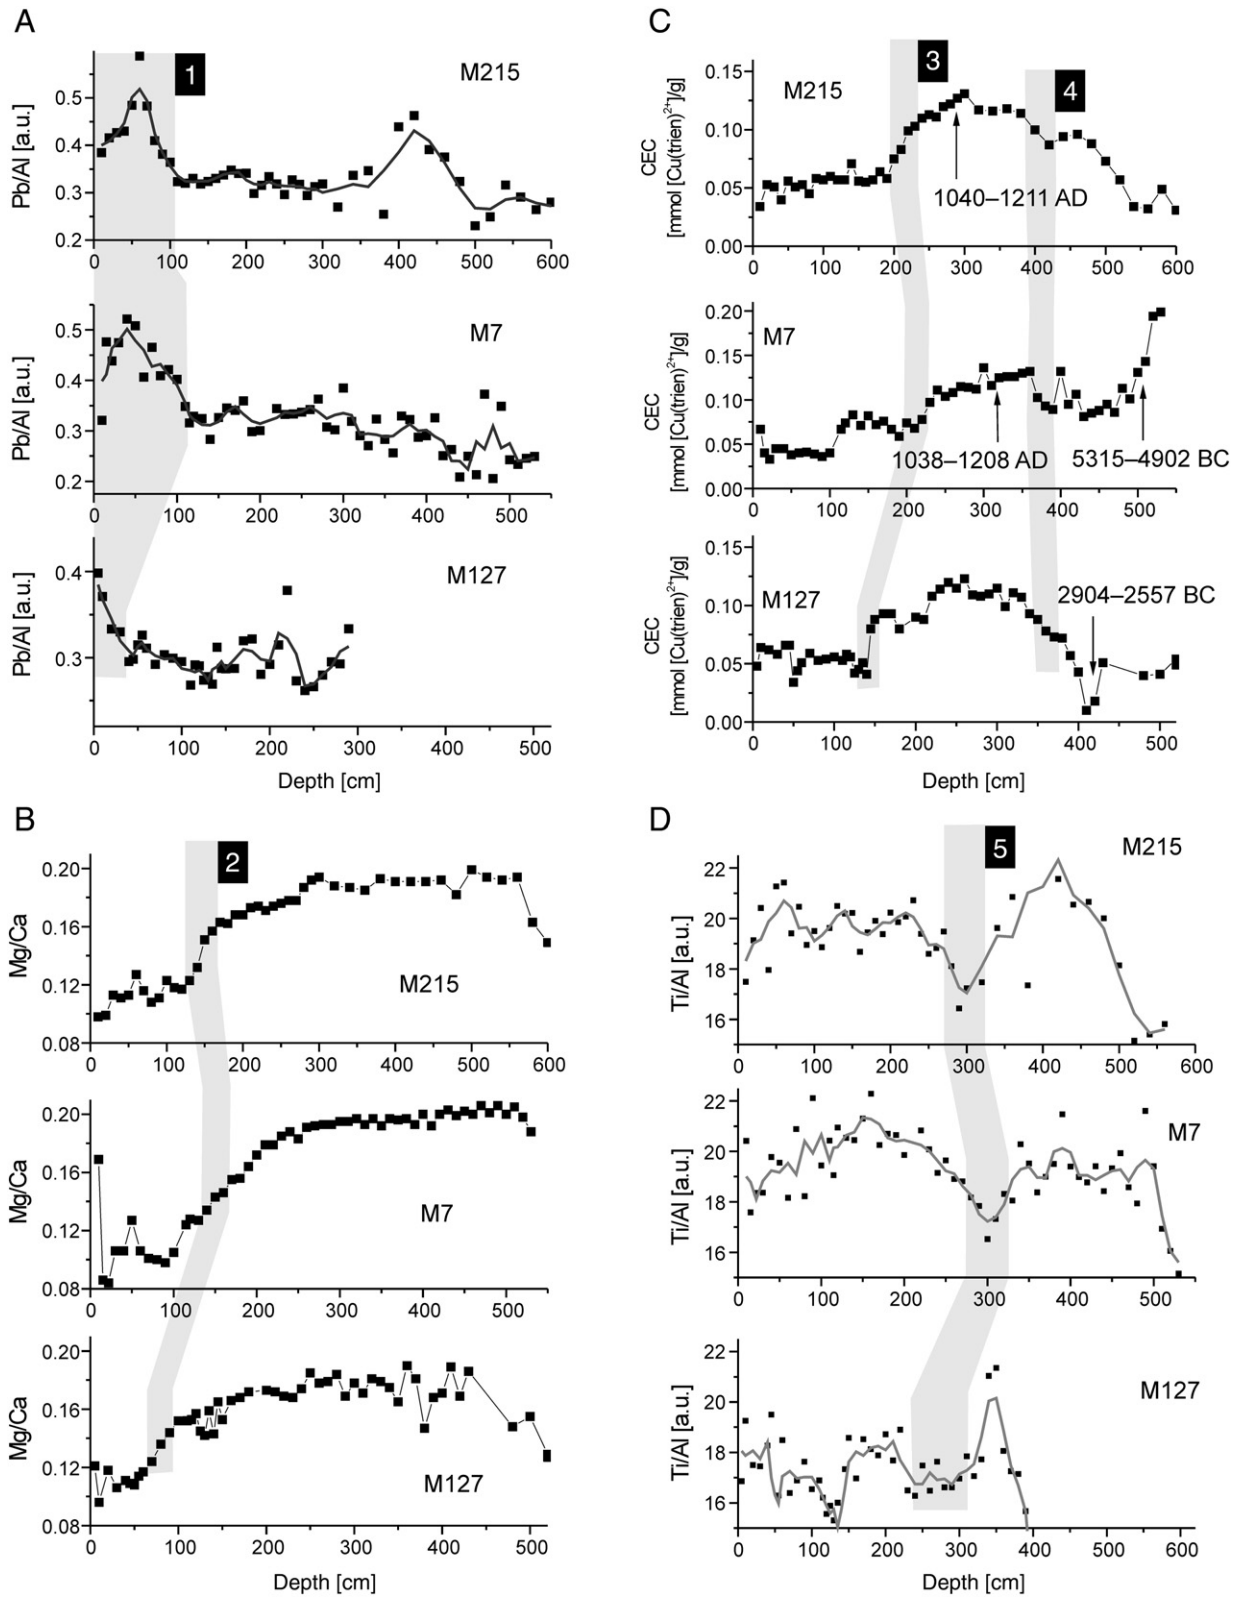 A
1
M215
Pb/Al [a.u.]
0.5
0.4
0.3
0.2
0 100 200 300 400 500 600
M7
Pb/Al [a.u.]
0.5
0.4
0.3
0.2
0 100 200 300 400 500
M127
Pb/Al [a.u.]
0.4
0.3
0 100 200 300 400 500
Depth [cm]
B
2
Mg/Ca
0.20
0.16
0.12
0.08
M215
0 100 200 300 400 500 600
Mg/Ca
0.20
0.16
0.12
0.08
M7
0 100 200 300 400 500
Mg/Ca
0.20
0.16
0.12
0.08
M127
0 100 200 300 400 500
Depth [cm]
C
3
4
M215
CEC
[mmol [Cu(trien)²⁺]/g]
0.15
0.10
0.05
0.00
1040–1211 AD
0 100 200 300 400 500 600
M7
CEC
[mmol [Cu(trien)²⁺]/g]
0.20
0.15
0.10
0.05
0.00
1038–1208 AD
5315–4902 BC
0 100 200 300 400 500
M127
CEC
[mmol [Cu(trien)²⁺]/g]
0.15
0.10
0.05
0.00
2904–2557 BC
0 100 200 300 400 500
Depth [cm]
D
5
M215
Ti/Al [a.u.]
22
20
18
16
0 100 200 300 400 500 600
M7
Ti/Al [a.u.]
22
20
18
16
0 100 200 300 400 500
M127
Ti/Al [a.u.]
22
20
18
16
0 100 200 300 400 500 600
Depth [cm]